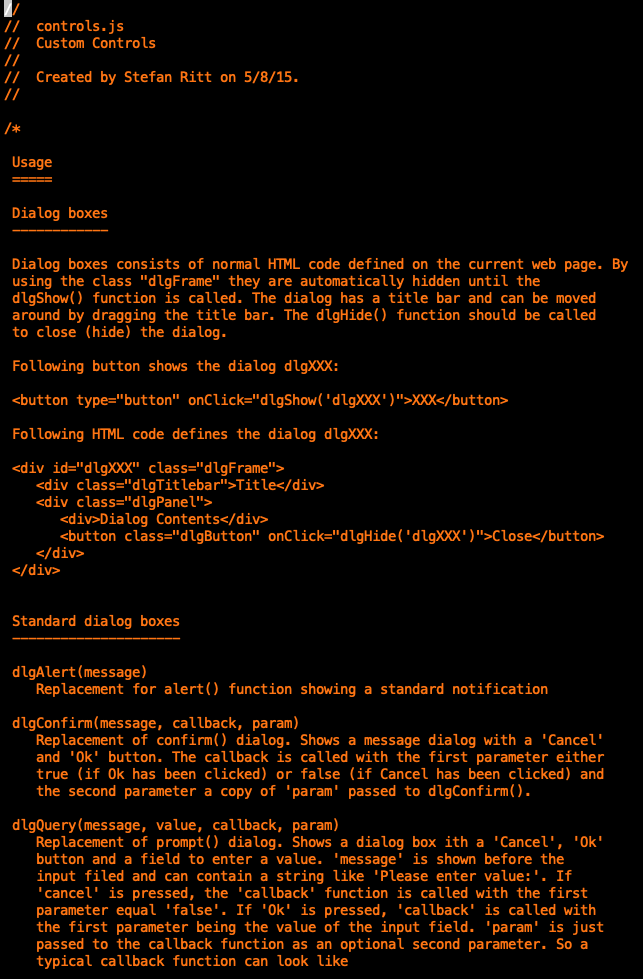 //
//  controls.js
//  Custom Controls
//
//  Created by Stefan Ritt on 5/8/15.
//
/*
Usage
=====
Dialog boxes
------------
Dialog boxes consists of normal HTML code defined on the current web page. By
using the class "dlgFrame" they are automatically hidden until the
dlgShow() function is called. The dialog has a title bar and can be moved
around by dragging the title bar. The dlgHide() function should be called
to close (hide) the dialog.
Following button shows the dialog dlgXXX:
<button type="button" onClick="dlgShow('dlgXXX')">XXX</button>
Following HTML code defines the dialog dlgXXX:
<div id="dlgXXX" class="dlgFrame">
   <div class="dlgTitlebar">Title</div>
   <div class="dlgPanel">
      <div>Dialog Contents</div>
      <button class="dlgButton" onClick="dlgHide('dlgXXX')">Close</button>
   </div>
</div>
Standard dialog boxes
---------------------
dlgAlert(message)
   Replacement for alert() function showing a standard notification
dlgConfirm(message, callback, param)
   Replacement of confirm() dialog. Shows a message dialog with a 'Cancel'
   and 'Ok' button. The callback is called with the first parameter either
   true (if Ok has been clicked) or false (if Cancel has been clicked) and
   the second parameter a copy of 'param' passed to dlgConfirm().
dlgQuery(message, value, callback, param)
   Replacement of prompt() dialog. Shows a dialog box ith a 'Cancel', 'Ok'
   button and a field to enter a value. 'message' is shown before the
   input filed and can contain a string like 'Please enter value:'. If
   'cancel' is pressed, the 'callback' function is called with the first
   parameter equal 'false'. If 'Ok' is pressed, 'callback' is called with
   the first parameter being the value of the input field. 'param' is just
   passed to the callback function as an optional second parameter. So a
   typical callback function can look like